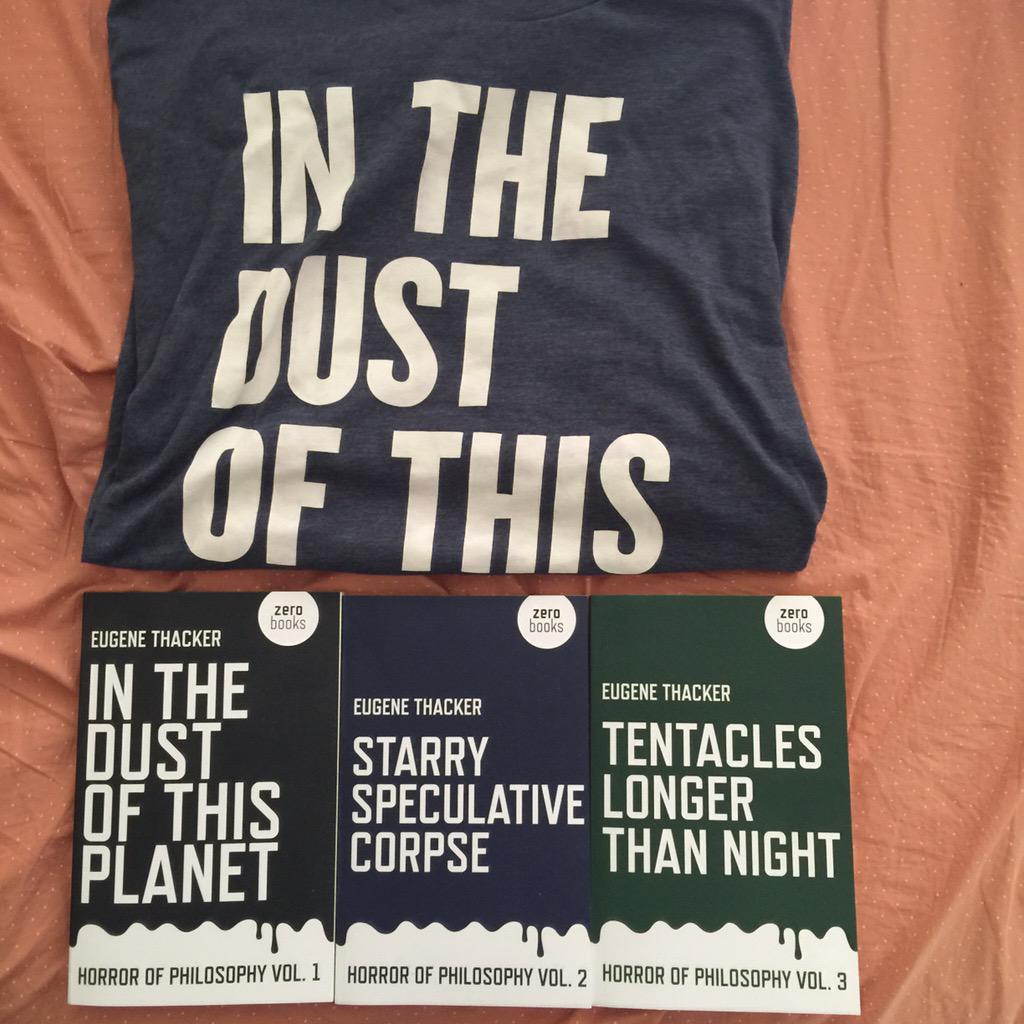 IN THE
DUST
OF THIS
zero
books
EUGENE THACKER
IN THE
DUST
OF THIS
PLANET
HORROR OF PHILOSOPHY VOL. 1
zero
books
EUGENE THACKER
STARRY
SPECULATIVE
CORPSE
HORROR OF PHILOSOPHY VOL. 2
zero
books
EUGENE THACKER
TENTACLES
LONGER
THAN NIGHT
HORROR OF PHILOSOPHY VOL. 3